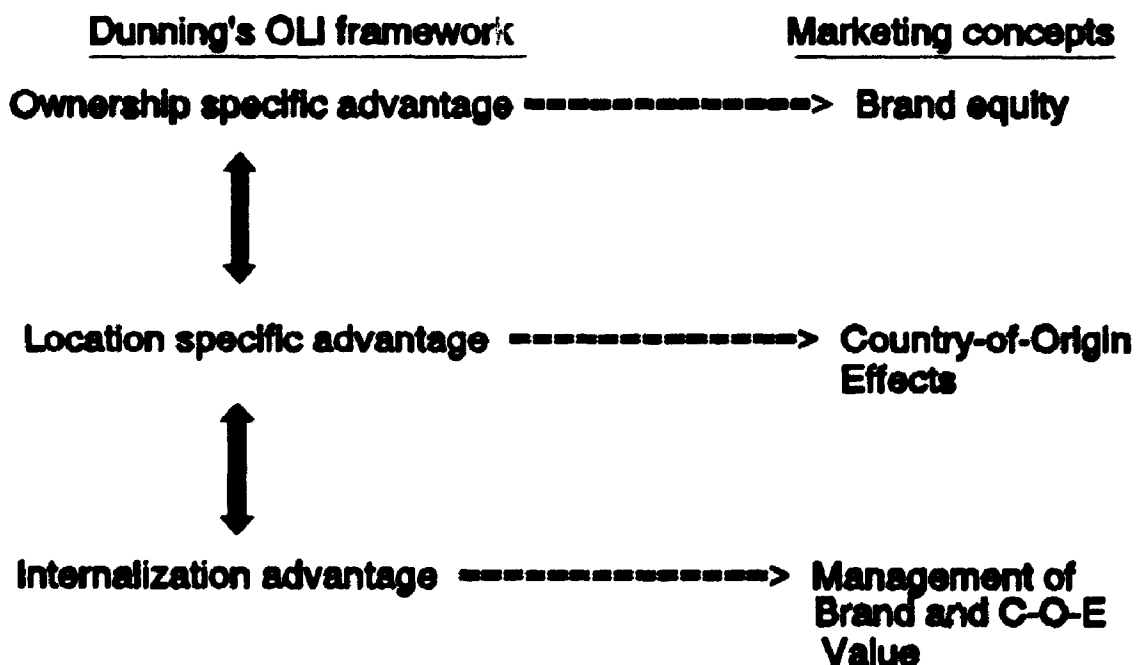 Dunning's OLI framework
Marketing concepts
Ownership specific advantage ------------------> Brand equity
Location specific advantage ------------------> Country-of-Origin
Effects
Internalization advantage ------------------> Management of
Brand and C-O-E
Value